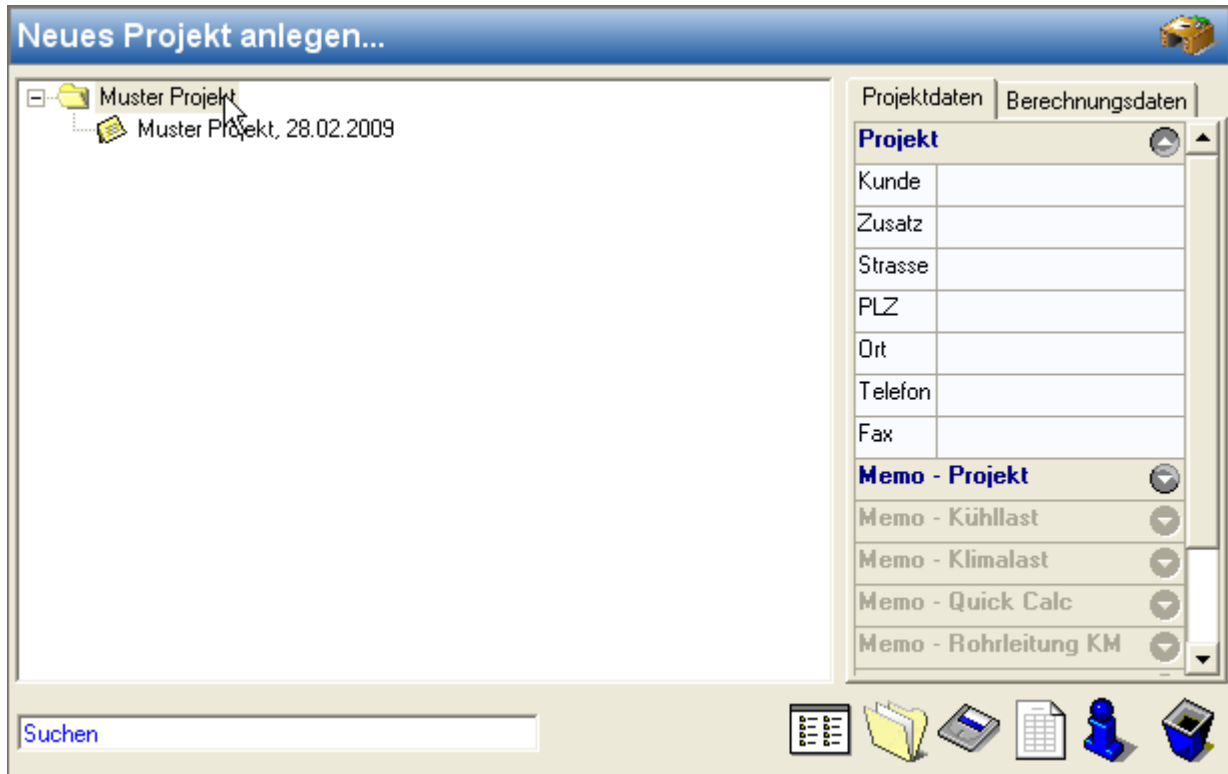 Neues Projekt anlegen...
Muster Projekt
Muster Projekt, 28.02.2009
Projektdaten
Berechnungsdaten
Projekt
Kunde
Zusatz
Strasse
PLZ
Ort
Telefon
Fax
Memo - Projekt
Memo - Kühllast
Memo - Klimalast
Memo - Quick Calc
Memo - Rohrleitung KM
Suchen